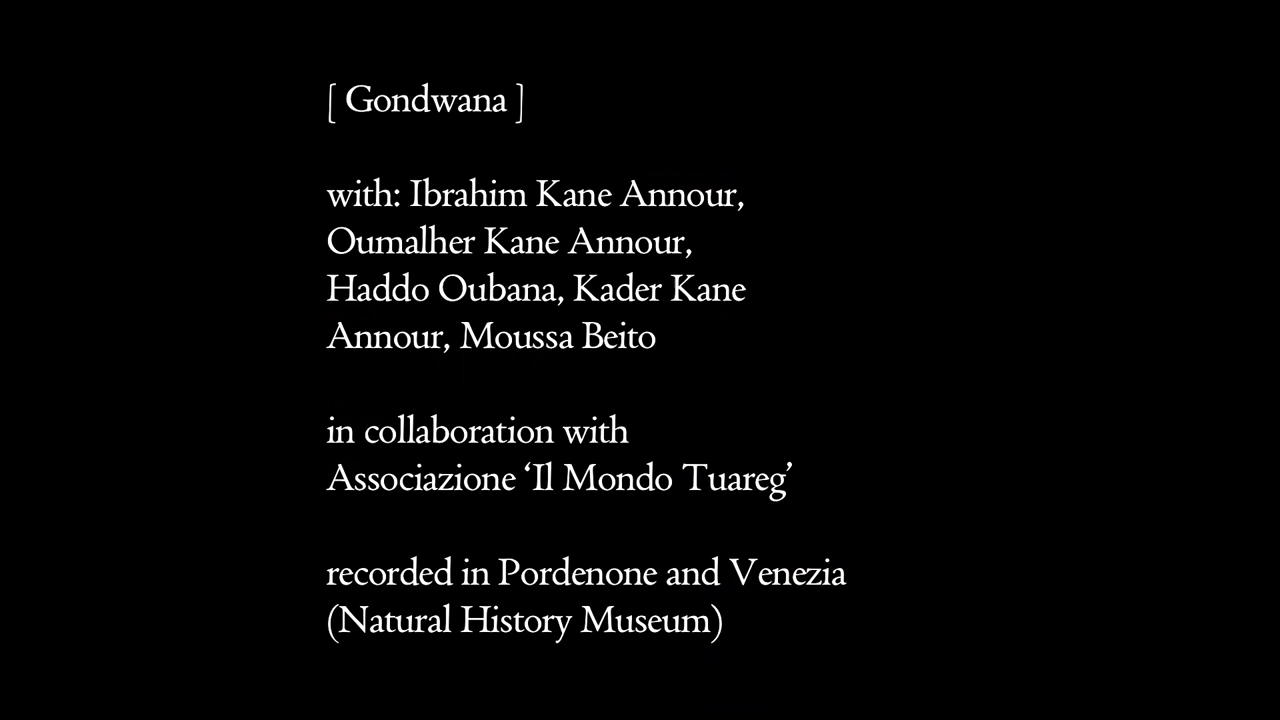 [ Gondwana ]
with: Ibrahim Kane Annour,
Oumalher Kane Annour,
Haddo Oubana, Kader Kane
Annour, Moussa Beito
in collaboration with
Associazione ‘Il Mondo Tuareg’
recorded in Pordenone and Venezia
(Natural History Museum)